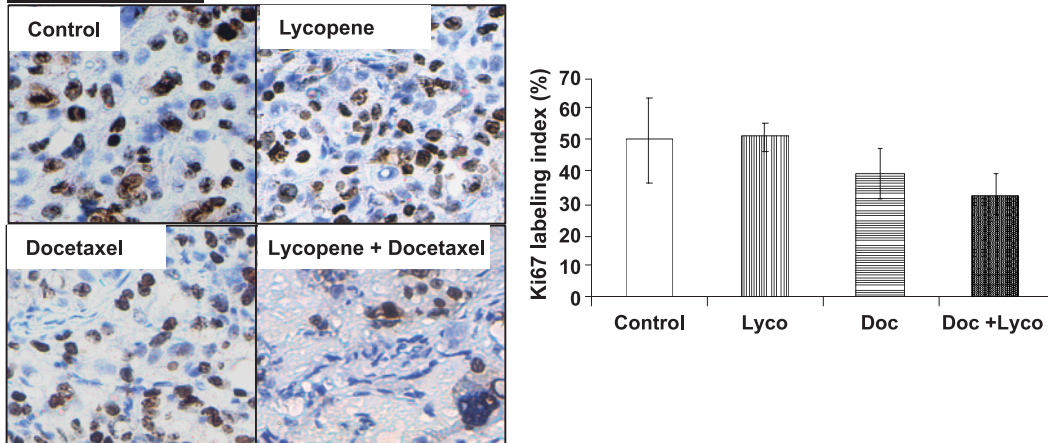 Control
Lycopene
Docetaxel
Lycopene + Docetaxel
Ki67 labeling index (%)
70
60
50
40
30
20
10
0
Control
Lyco
Doc
Doc +Lyco